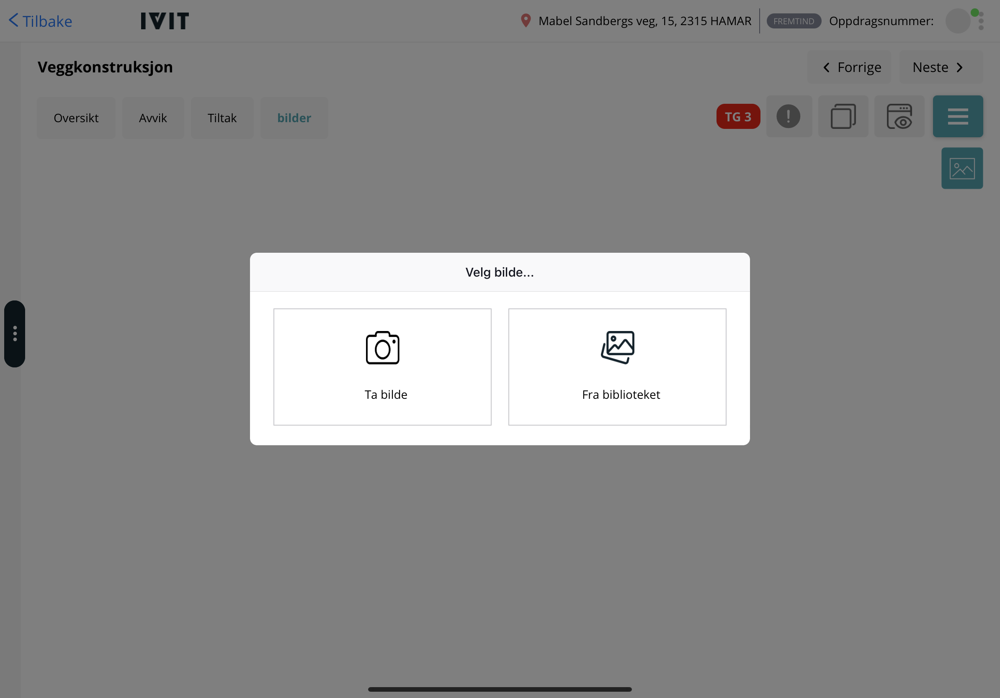 Tilbake
IVIT
Mabel Sandbergs veg, 15, 2315 HAMAR
FREMTIND
Oppdragsnummer:
Veggkonstruksjon
Forrige
Neste
Oversikt
Avvik
Tiltak
bilder
TG 3
Velg bilde...
Ta bilde
Fra biblioteket